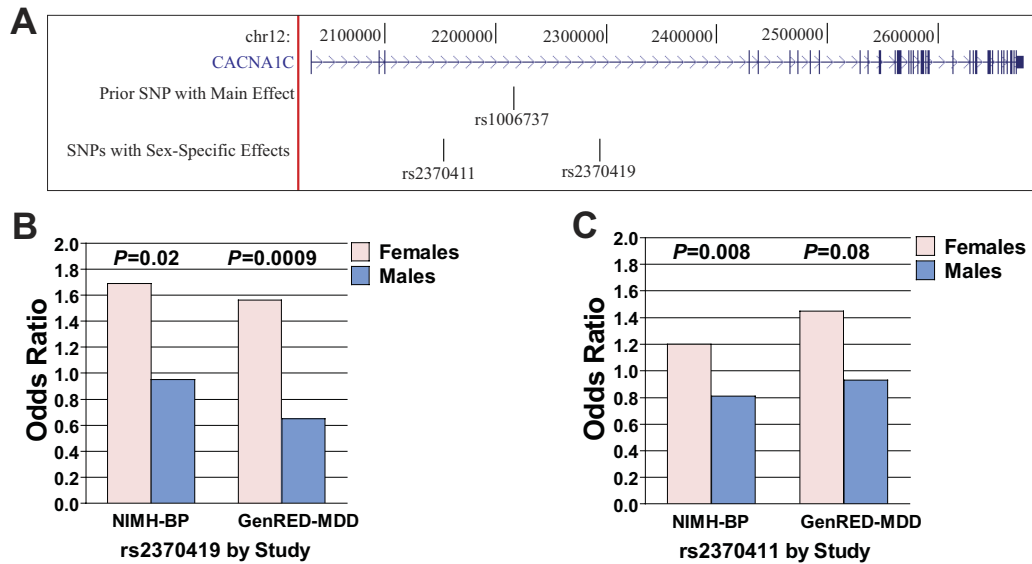 A
chr12: 2100000 2200000 2300000 2400000 2500000 2600000
CACNA1C
Prior SNP with Main Effect
rs1006737
SNPs with Sex-Specific Effects
rs2370411 rs2370419
B
Females
Males
P=0.02 P=0.0009
Odds Ratio
2.0
1.8
1.6
1.4
1.2
1.0
0.8
0.6
0.4
0.2
0.0
NIMH-BP GenRED-MDD
rs2370419 by Study
C
Females
Males
P=0.008 P=0.08
Odds Ratio
2.0
1.8
1.6
1.4
1.2
1.0
0.8
0.6
0.4
0.2
0.0
NIMH-BP GenRED-MDD
rs2370411 by Study